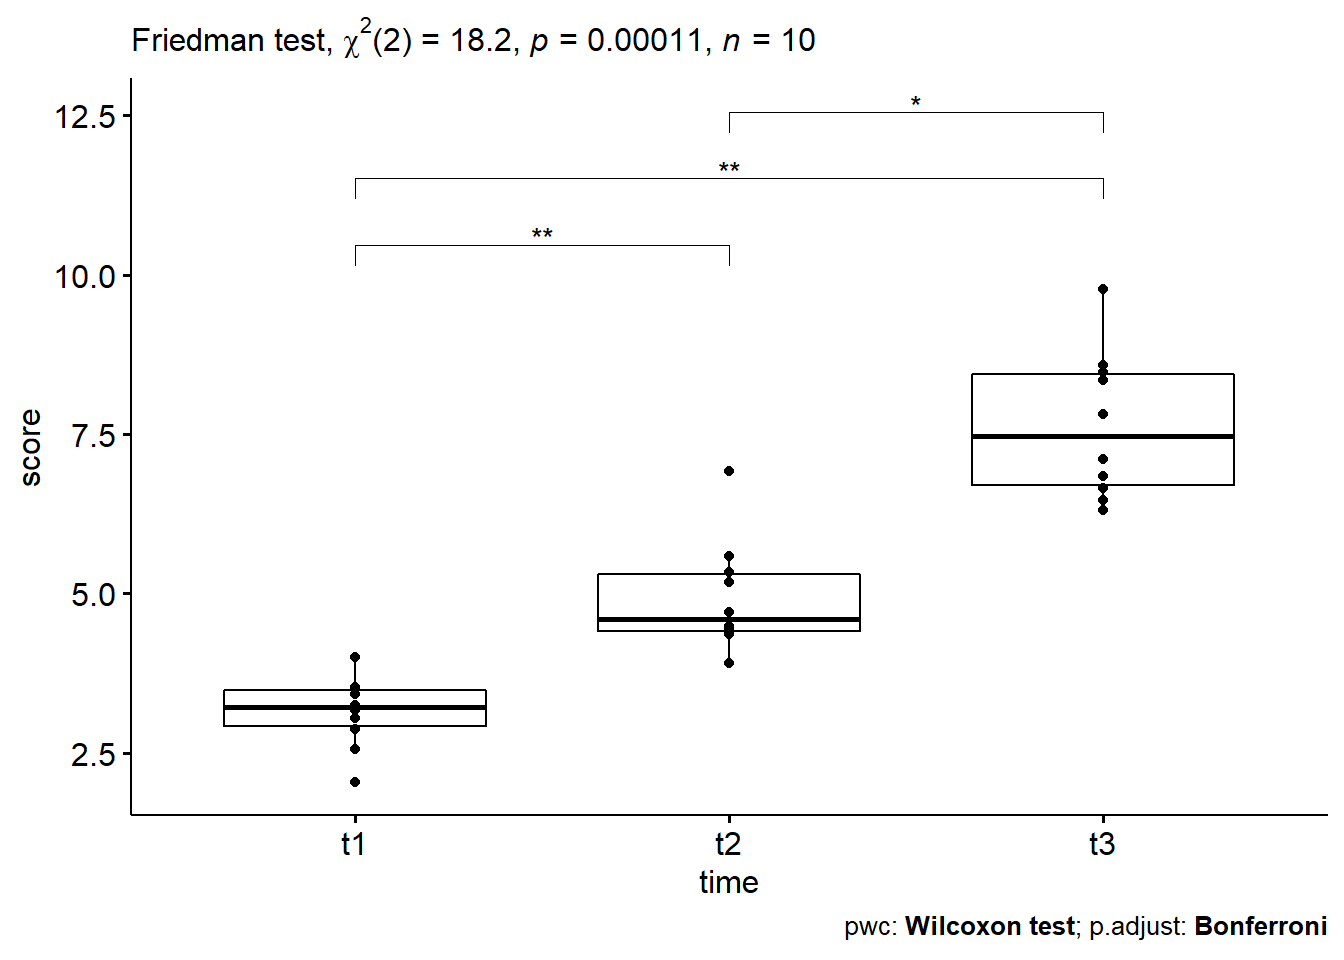 Friedman test, χ²(2) = 18.2, p = 0.00011, n = 10
*
12.5
**
**
10.0
7.5
score
5.0
2.5
t1 t2 t3
time
pwc: Wilcoxon test; p.adjust: Bonferroni